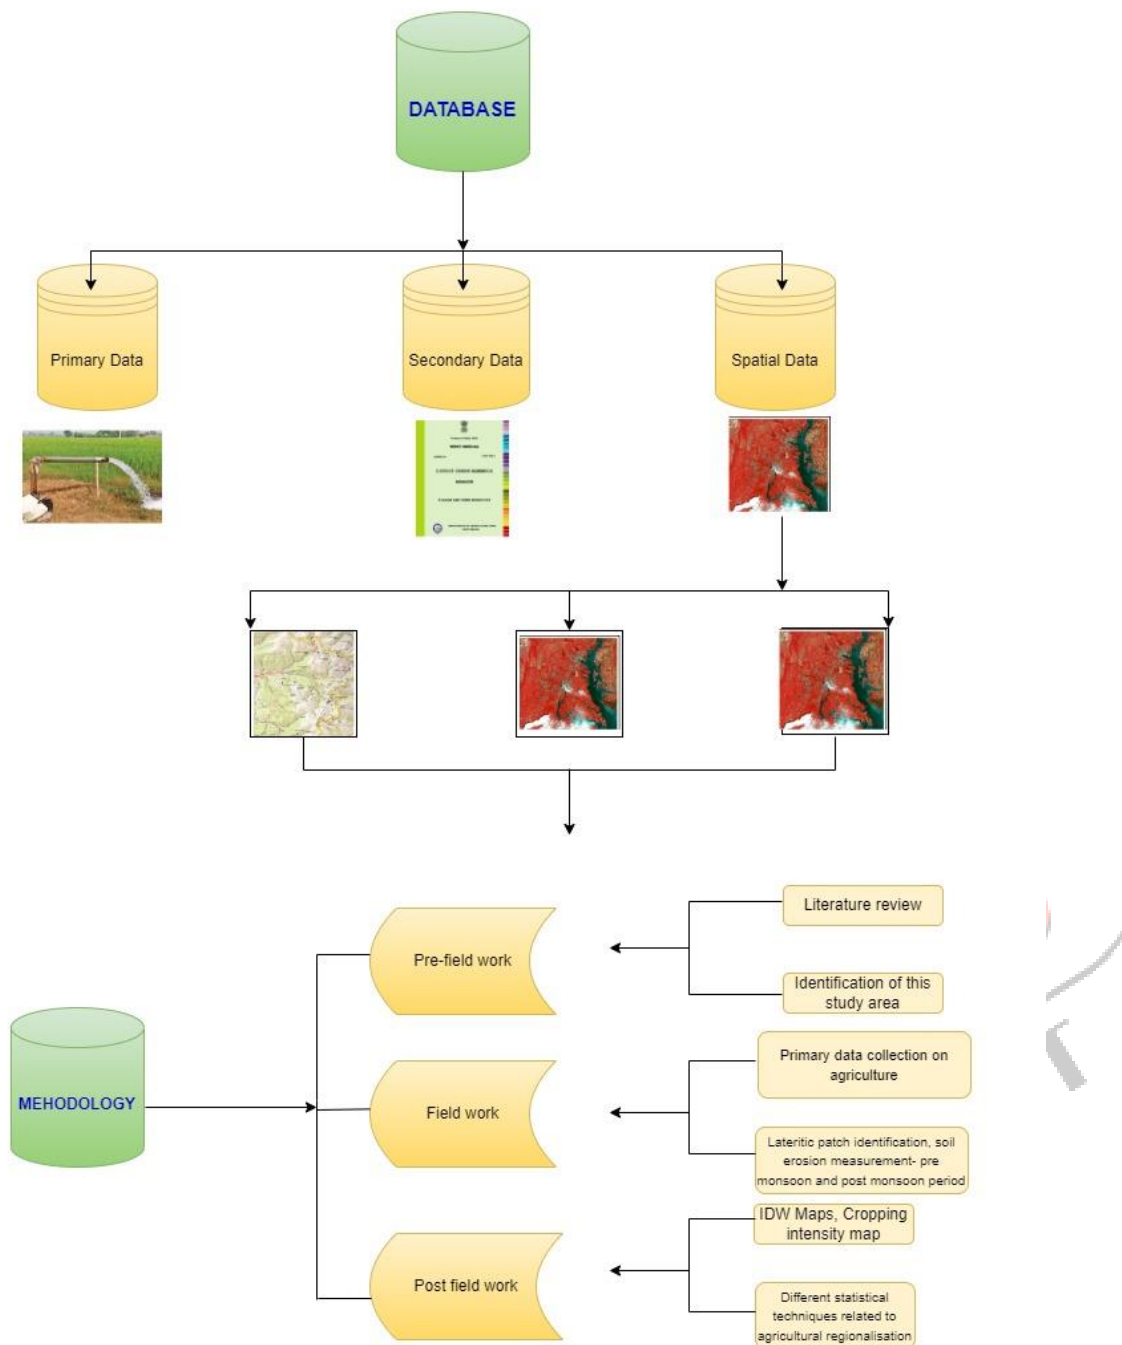 DATABASE
Primary Data
Secondary Data
Spatial Data
WEST BENGAL
Literature review
Pre-field work
Identification of this
study area
Primary data collection on
agriculture
MEHODOLOGY
Field work
Lateritic patch identification, soil
erosion measurement- pre
monsoon and post monsoon period
IDW Maps, Cropping
intensity map
Post field work
Different statistical
techniques related to
agricultural regionalisation